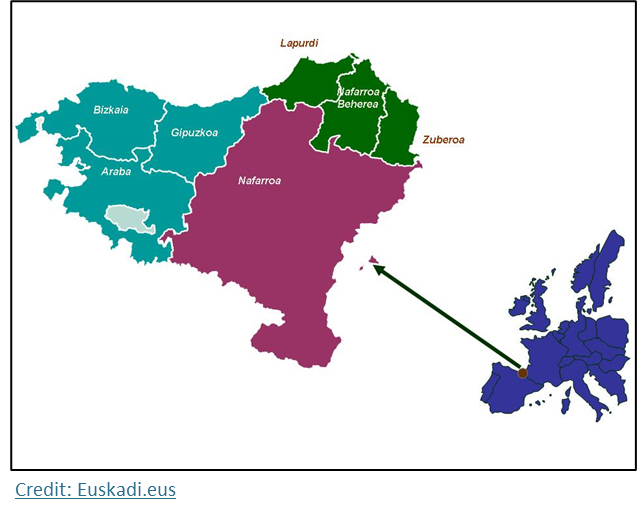 Lapurdi
Nafarroa
Beherea
Bizkaia
Gipuzkoa
Zuberoa
Araba
Nafarroa
Credit: Euskadi.eus